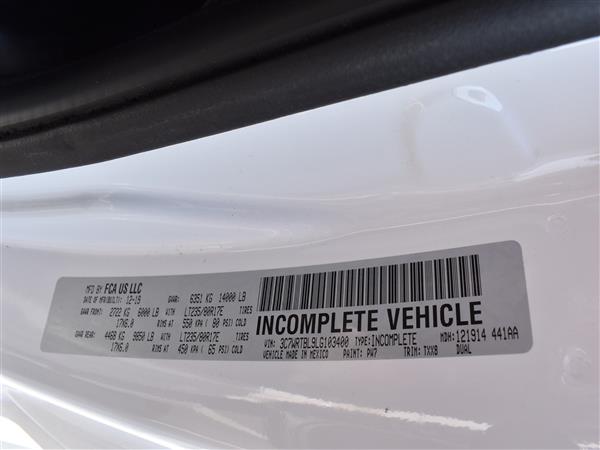 MFD BY FCA US LLC
DATE OF MFR/BUILT: 12-19 GVWR: 6351 KG 14000 LB
GAWR FRONT: 2722 KG 6000 LB WITH LT235/80R17E TIRES
17X6.0 RIMS AT 550 KPA ( 80 PSI) COLD
GAWR REAR: 4468 KG 9850 LB WITH LT235/80R17E TIRES
17X6.0 RIMS AT 450 KPA ( 65 PSI) COLD DUAL
INCOMPLETE VEHICLE
VIN: 3C7WRTBL9LG103400 TYPE: INCOMPLETE MDH: 121914 441AA
VEHICLE MADE IN MEXICO PAINT: PW7 TRIM: TXX8